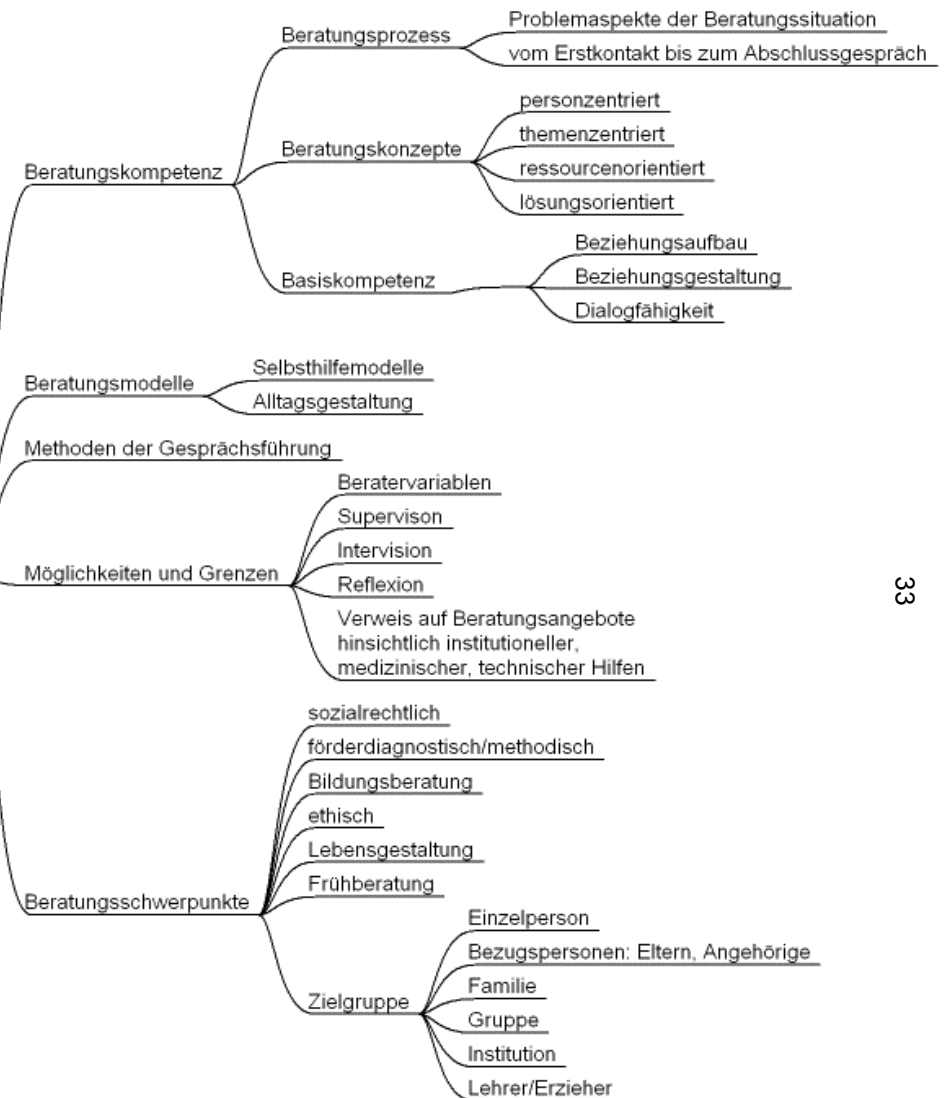 Beratungskompetenz
Beratungsprozess
Problemaspekte der Beratungssituation
vom Erstkontakt bis zum Abschlussgespräch
Beratungskonzepte
personzentriert
themenzentriert
ressourcenorientiert
lösungsorientiert
Basiskompetenz
Beziehungsaufbau
Beziehungsgestaltung
Dialogfähigkeit
Beratungsmodelle
Selbsthilfemodelle
Alltagsgestaltung
Methoden der Gesprächsführung
Möglichkeiten und Grenzen
Beratervariablen
Supervison
Intervision
Reflexion
Verweis auf Beratungsangebote
hinsichtlich institutioneller,
medizinischer, technischer Hilfen
Beratungsschwerpunkte
sozialrechtlich
förderdiagnostisch/methodisch
Bildungsberatung
ethisch
Lebensgestaltung
Frühberatung
Zielgruppe
Einzelperson
Bezugspersonen: Eltern, Angehörige
Familie
Gruppe
Institution
Lehrer/Erzieher
33